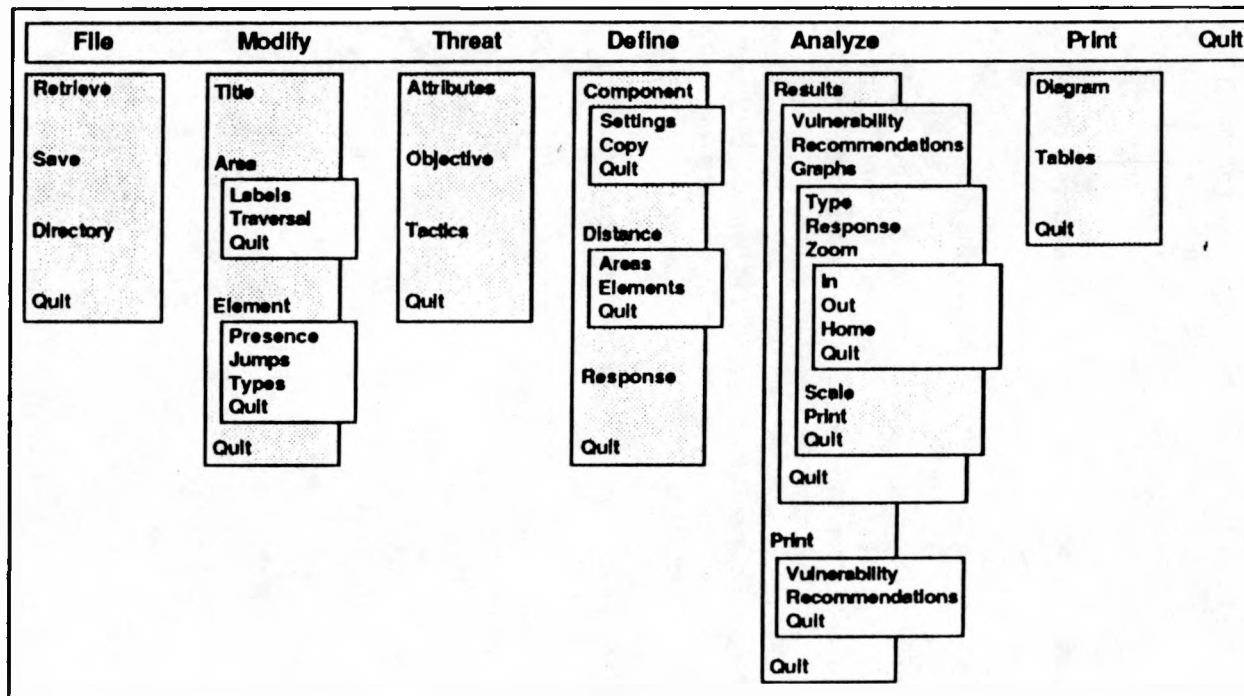 File Modify Threat Define Analyze Print Quit
Retrieve
Save
Directory
Quit
Title
Area
Labels
Traversal
Quit
Element
Presence
Jumps
Types
Quit
Quit
Attributes
Objective
Tactics
Quit
Component
Settings
Copy
Quit
Distance
Areas
Elements
Quit
Response
Quit
Results
Vulnerability
Recommendations
Graphs
Type
Response
Zoom
In
Out
Home
Quit
Scale
Print
Quit
Quit
Print
Vulnerability
Recommendations
Quit
Quit
Diagram
Tables
Quit